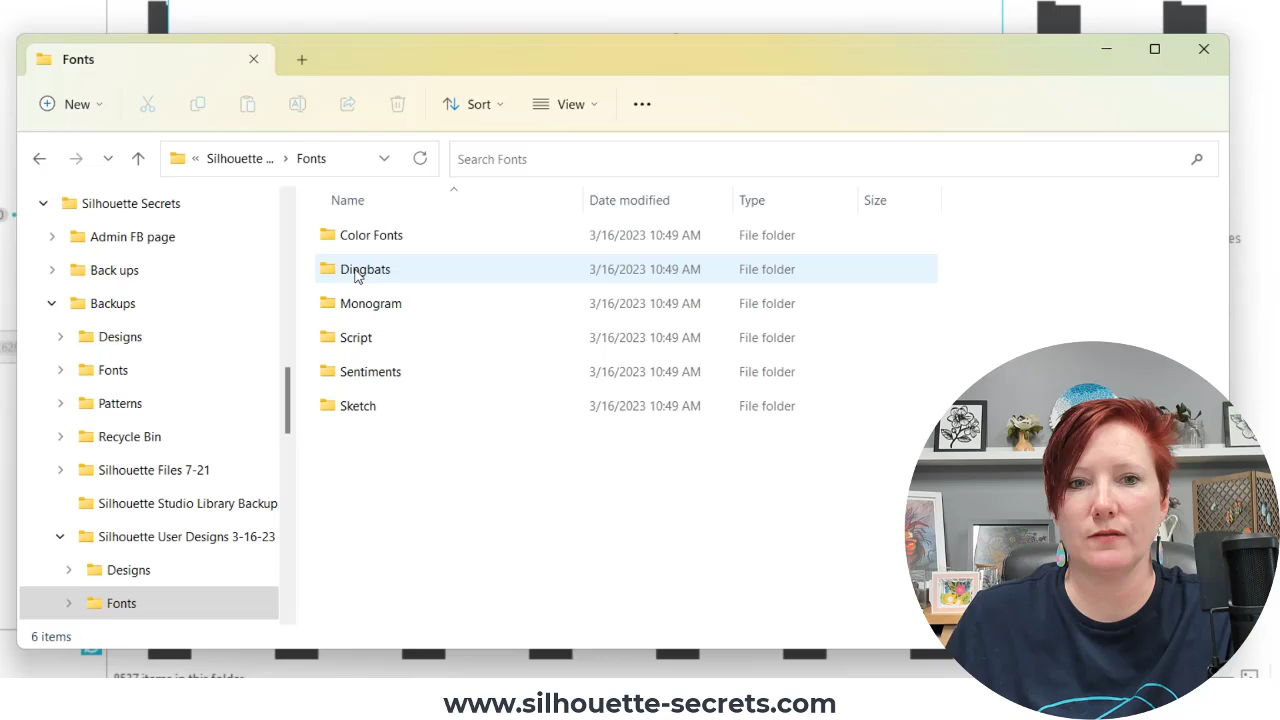 Fonts
New
Sort
View
Silhouette ...
Fonts
Search Fonts
Silhouette Secrets
Admin FB page
Back ups
Backups
Designs
Fonts
Patterns
Recycle Bin
Silhouette Files 7-21
Silhouette Studio Library Backup
Silhouette User Designs 3-16-23
Designs
Fonts
Name Date modified Type Size
Color Fonts 3/16/2023 10:49 AM File folder
Dingbats 3/16/2023 10:49 AM File folder
Monogram 3/16/2023 10:49 AM File folder
Script 3/16/2023 10:49 AM File folder
Sentiments 3/16/2023 10:49 AM File folder
Sketch 3/16/2023 10:49 AM File folder
6 items
8537 items in this folder
www.silhouette-secrets.com